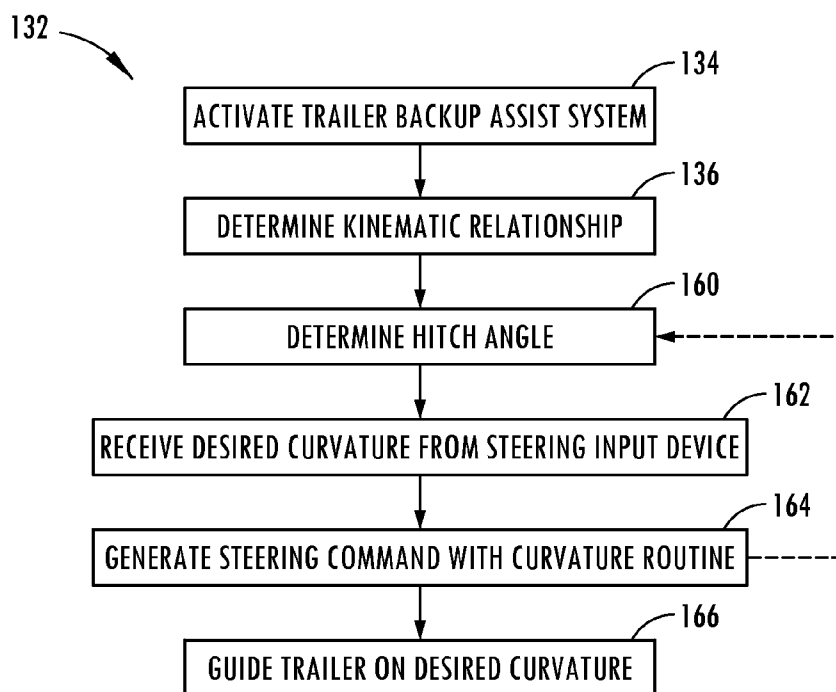 132
134
ACTIVATE TRAILER BACKUP ASSIST SYSTEM
136
DETERMINE KINEMATIC RELATIONSHIP
160
DETERMINE HITCH ANGLE
162
RECEIVE DESIRED CURVATURE FROM STEERING INPUT DEVICE
164
GENERATE STEERING COMMAND WITH CURVATURE ROUTINE
166
GUIDE TRAILER ON DESIRED CURVATURE